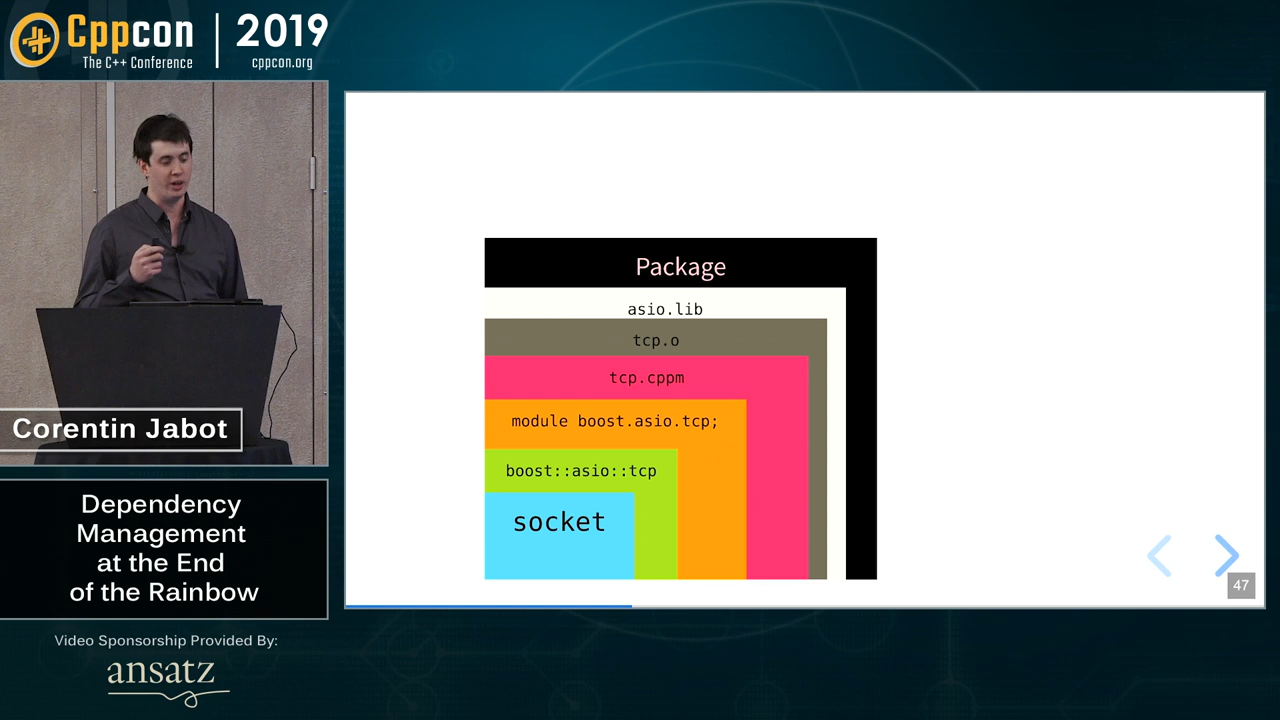 Cppcon | 2019
The C++ Conference
cppcon.org
Corentin Jabot
Dependency
Management
at the End
of the Rainbow
Video Sponsorship Provided By:
ansatz
Package
asio.lib
tcp.o
tcp.cppm
module boost.asio.tcp;
boost::asio::tcp
socket
47